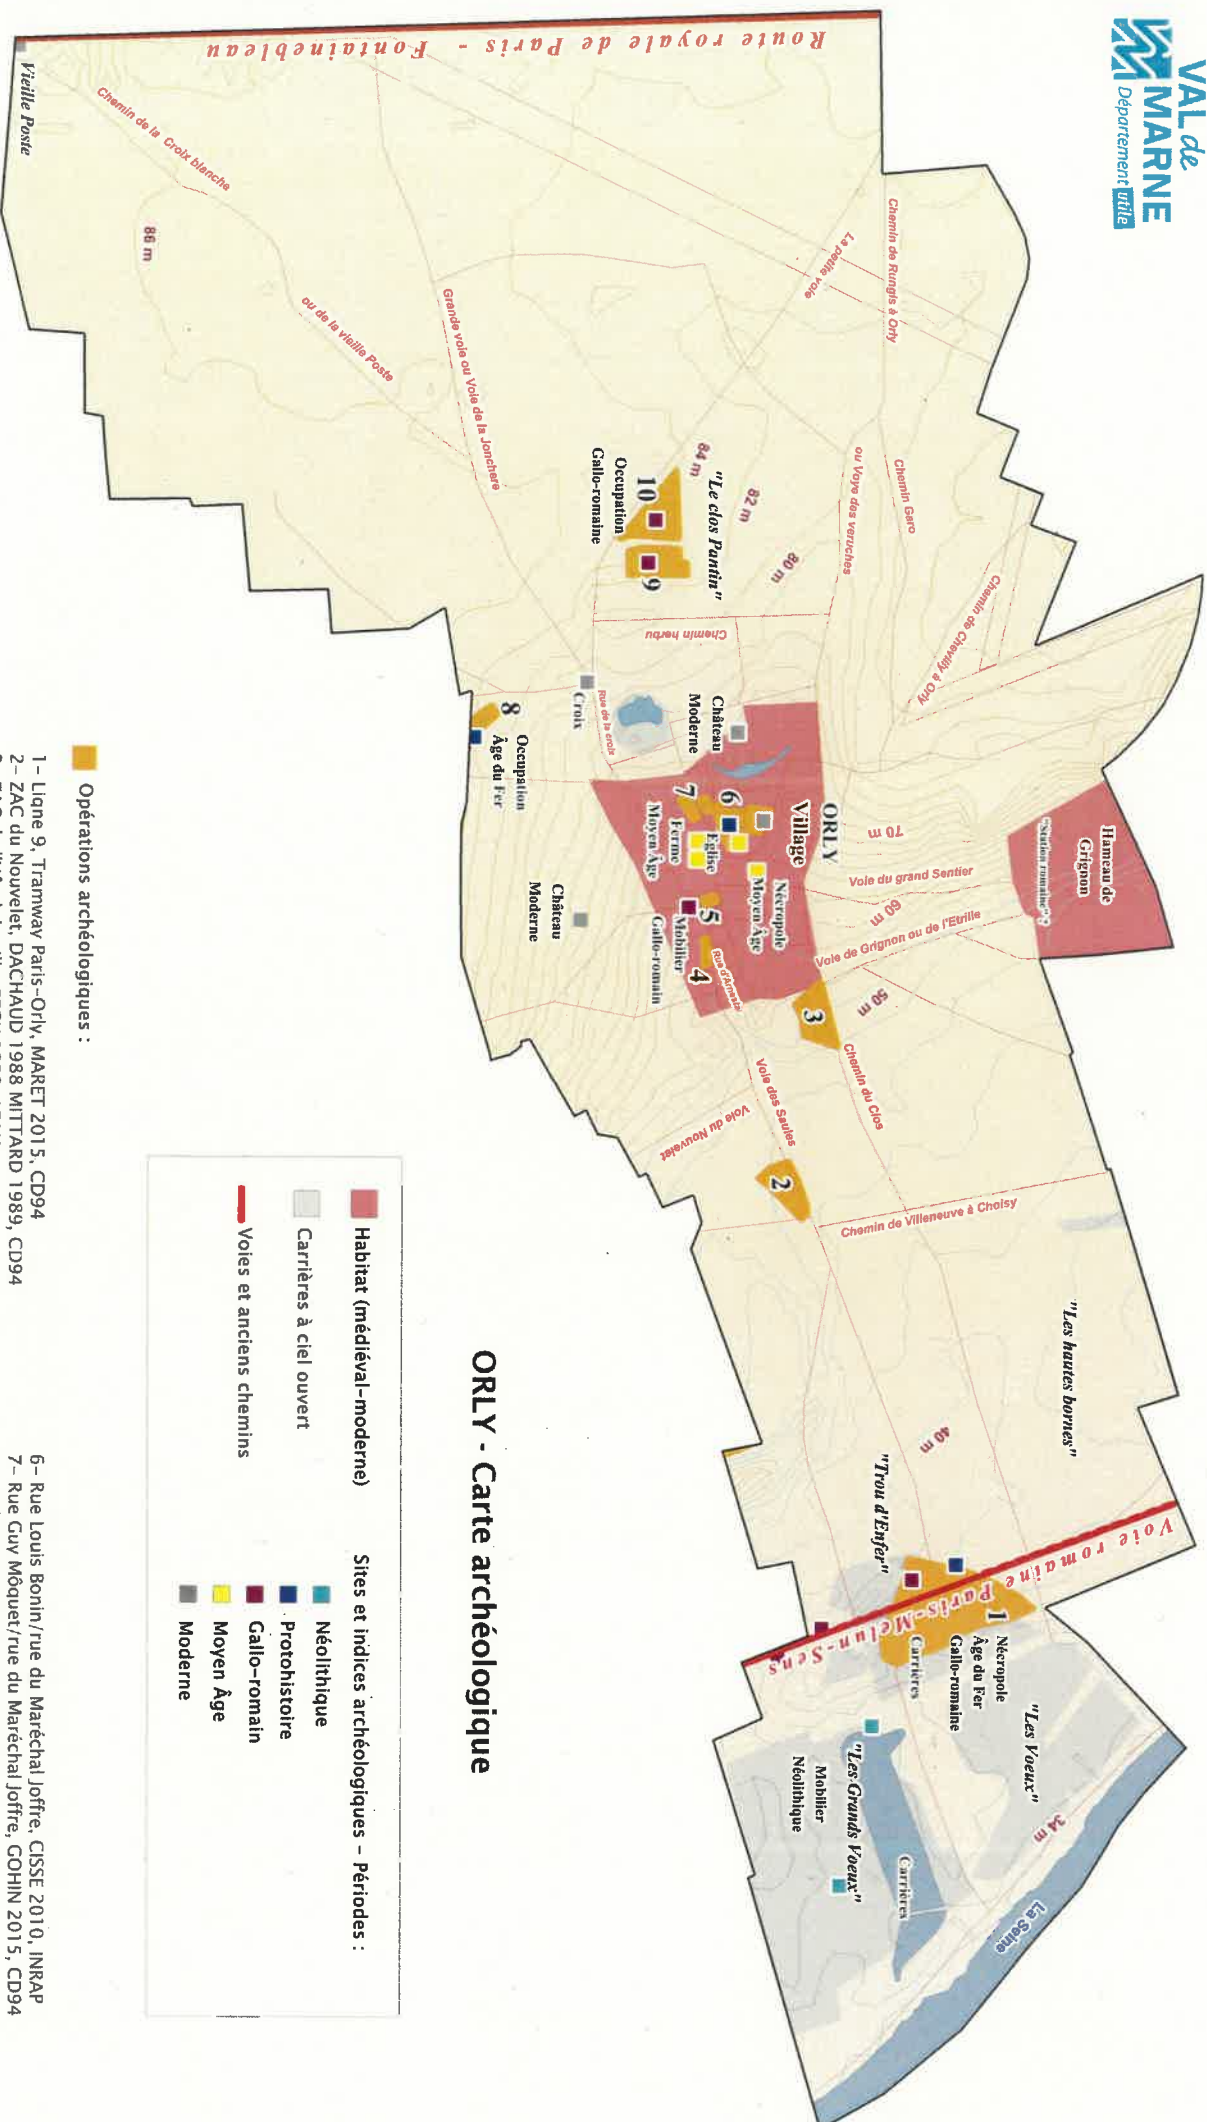 VAL de
MARNE
Département utile
Route royale de Paris - Fontainebleau
Vieille Poste
Chemin de la Croix blanche
ou de la vieille Poste
86 m
Grande voie ou Voie de la Jonchere
La petite voie
Chemin de Rungis à Orly
Chemin Garo
ou Voye des veruches
Chemin de Chevilly à Orly
"Le clos Pantin"
84 m
82 m
80 m
10
9
Occupation
Gallo-romaine
Chemin herbu
Croix
Rue de la croix
8
Occupation
Âge du Fer
Château
Moderne
ORLY
Village
6
7
Eglise
Ferme
Moyen Âge
Nécropole
Moyen Âge
5
Mobilier
Gallo-romain
4
Rue d'Amont
Château
Moderne
Hameau de
Grignon
"Station romaine" ?
70 m
Voie du grand Sentier
60 m
Voie de Grignon ou de l'Etrille
50 m
3
Chemin du Clos
Voie des Saules
Voie du Nouvelet
2
Chemin de Villeneuve à Choisy
"Les hautes bornes"
40 m
"Trou d'Enfer"
Voie romaine Paris-Melun-Sens
1
Nécropole
Âge du Fer
Gallo-romaine
Carrières
"Les Voeux"
34 m
"Les Grands Voeux"
Mobilier
Néolithique
Carrières
La Seine
ORLY - Carte archéologique
Habitat (médiéval-moderne)
Carrières à ciel ouvert
Voies et anciens chemins
Sites et indices archéologiques - Périodes :
Néolithique
Protohistoire
Gallo-romain
Moyen Âge
Moderne
Opérations archéologiques :
1- Ligne 9, Tramway Paris-Orly, MARET 2015, CD94
2- ZAC du Nouvelet, DACHAUD 1988 MITTARD 1989, CD94
6- Rue Louis Bonin/rue du Maréchal Joffre, CISSE 2010, INRAP
7- Rue Guy Môquet/rue du Maréchal Joffre, GOHIN 2015, CD94